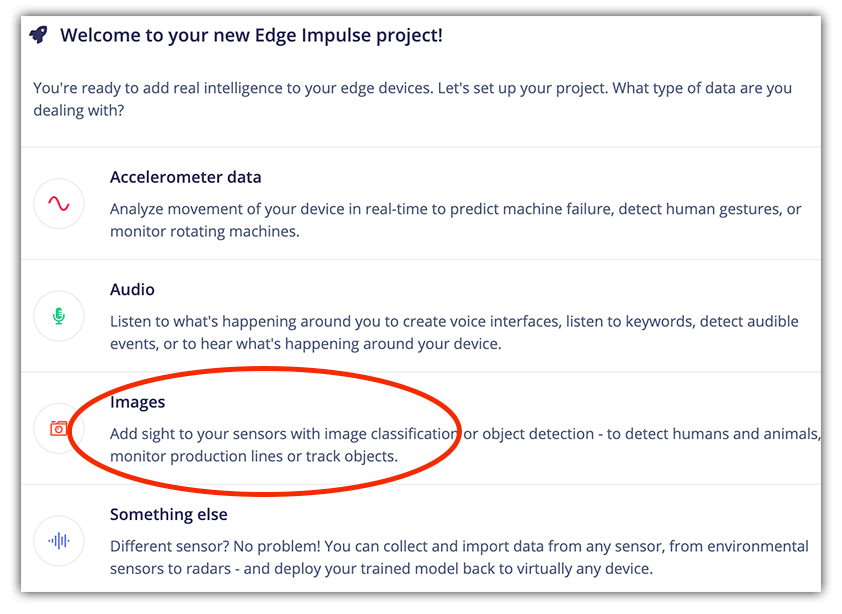 Welcome to your new Edge Impulse project!
You're ready to add real intelligence to your edge devices. Let's set up your project. What type of data are you
dealing with?
Accelerometer data
Analyze movement of your device in real-time to predict machine failure, detect human gestures, or
monitor rotating machines.
Audio
Listen to what's happening around you to create voice interfaces, listen to keywords, detect audible
events, or to hear what's happening around your device.
Images
Add sight to your sensors with image classification or object detection - to detect humans and animals,
monitor production lines or track objects.
Something else
Different sensor? No problem! You can collect and import data from any sensor, from environmental
sensors to radars - and deploy your trained model back to virtually any device.